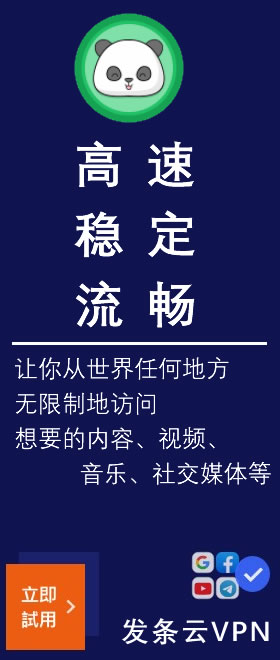 高 速
稳 定
流 畅
让你从世界任何地方
无限制地访问
想要的内容、视频、
音乐、社交媒体等
立即
試用
发条云VPN